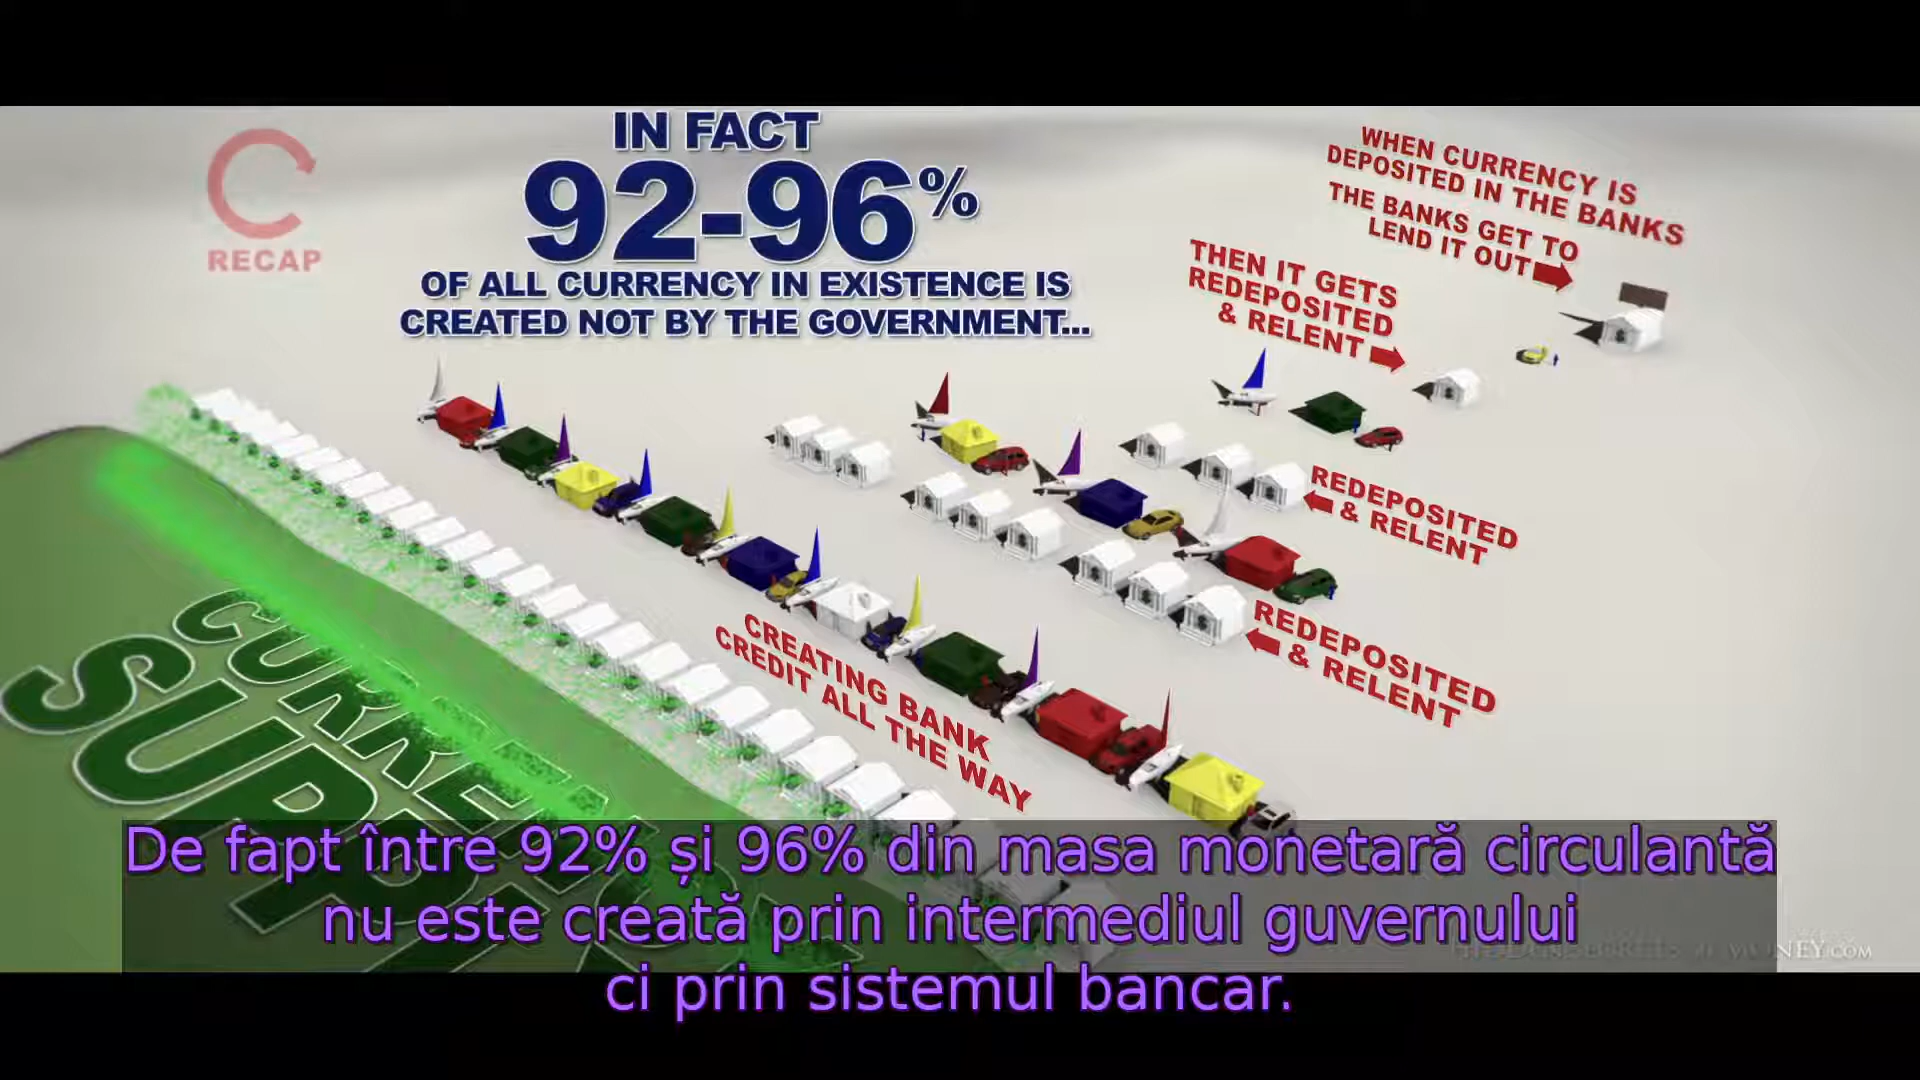 RECAP
IN FACT
92-96%
OF ALL CURRENCY IN EXISTENCE IS
CREATED NOT BY THE GOVERNMENT...
WHEN CURRENCY IS
DEPOSITED IN THE BANKS
THE BANKS GET TO
LEND IT OUT
THEN IT GETS
REDEPOSITED
& RELENT
REDEPOSITED
& RELENT
REDEPOSITED
& RELENT
CREATING BANK
CREDIT ALL THE WAY
De fapt între 92% și 96% din masa monetară circulantă
nu este creată prin intermediul guvernului
ci prin sistemul bancar.